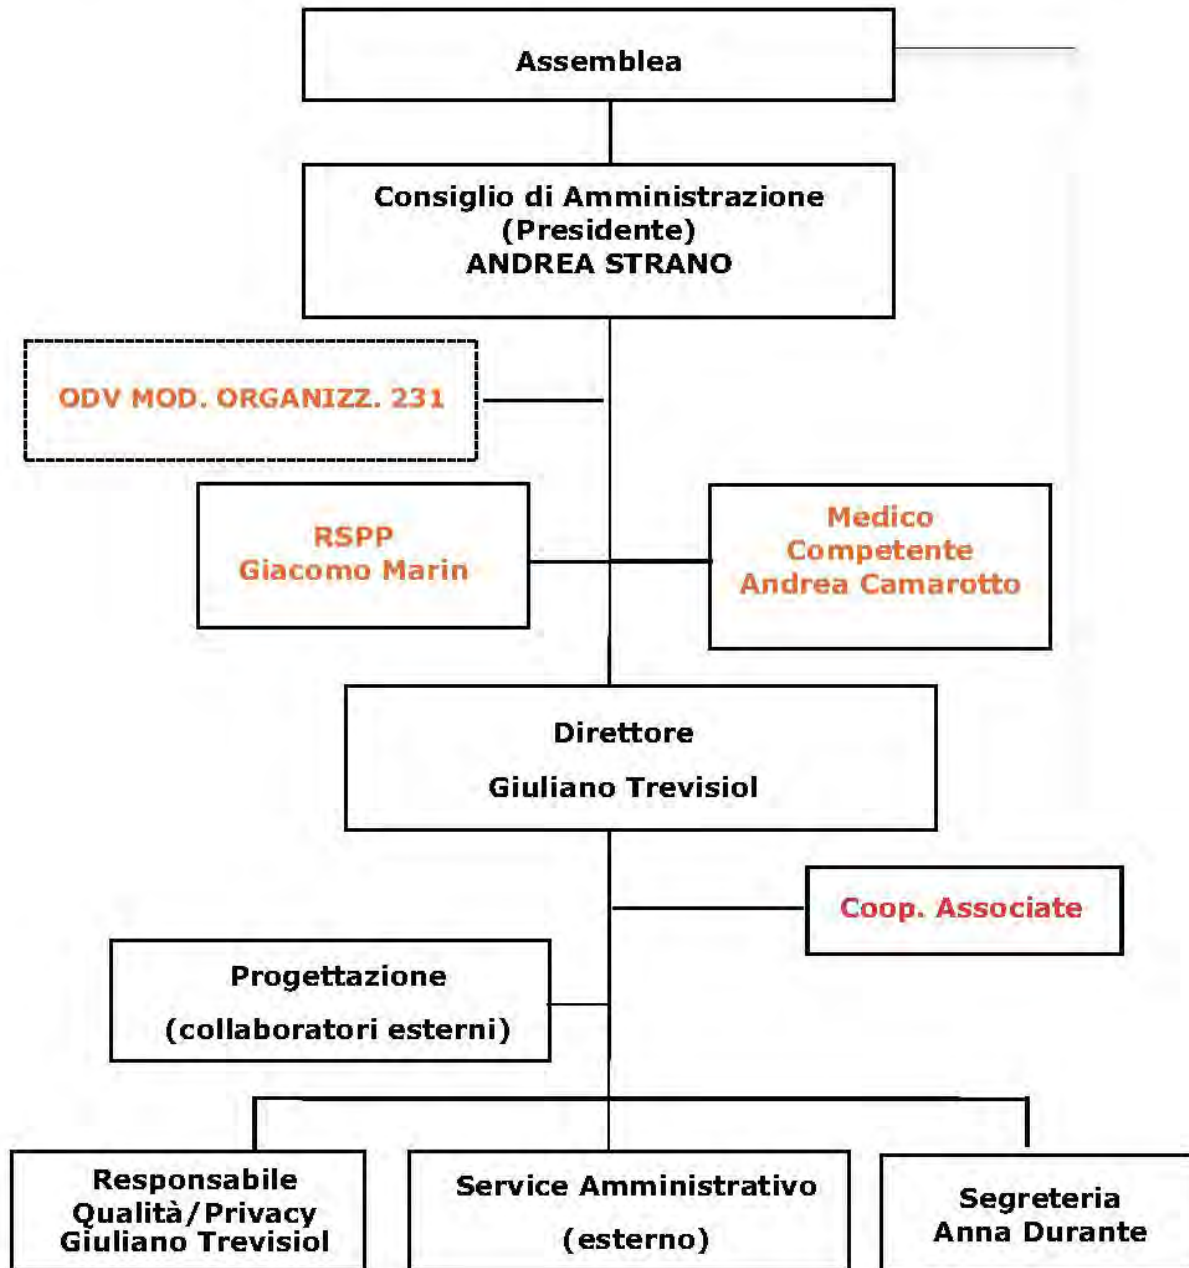 Assemblea
Consiglio di Amministrazione
(Presidente)
ANDREA STRANO
ODV MOD. ORGANIZZ. 231
RSPP
Giacomo Marin
Medico
Competente
Andrea Camarotto
Direttore
Giuliano Trevisiol
Coop. Associate
Progettazione
(collaboratori esterni)
Responsabile
Qualità/Privacy
Giuliano Trevisiol
Service Amministrativo
(esterno)
Segreteria
Anna Durante